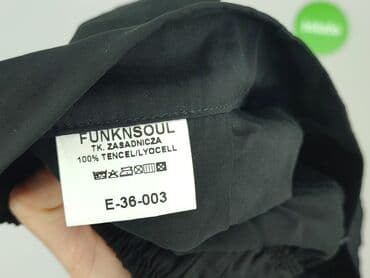 FUNKNSOUL
TK. ZASADNICZA
100% TENCEL/LYOCELL
E-36-003